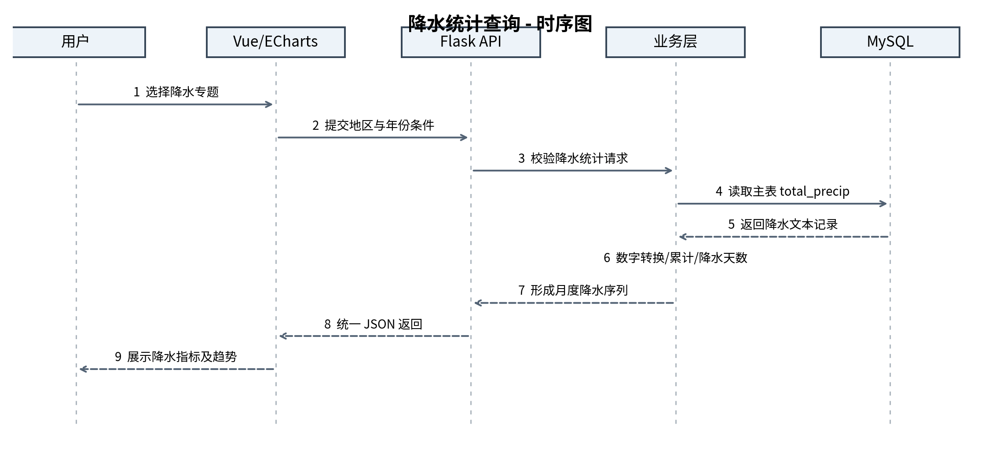 降水统计查询 - 时序图
用户
Vue/ECharts
Flask API
业务层
MySQL
1 选择降水专题
2 提交地区与年份条件
3 校验降水统计请求
4 读取主表 total_precip
5 返回降水文本记录
6 数字转换/累计/降水天数
7 形成月度降水序列
8 统一 JSON 返回
9 展示降水指标及趋势